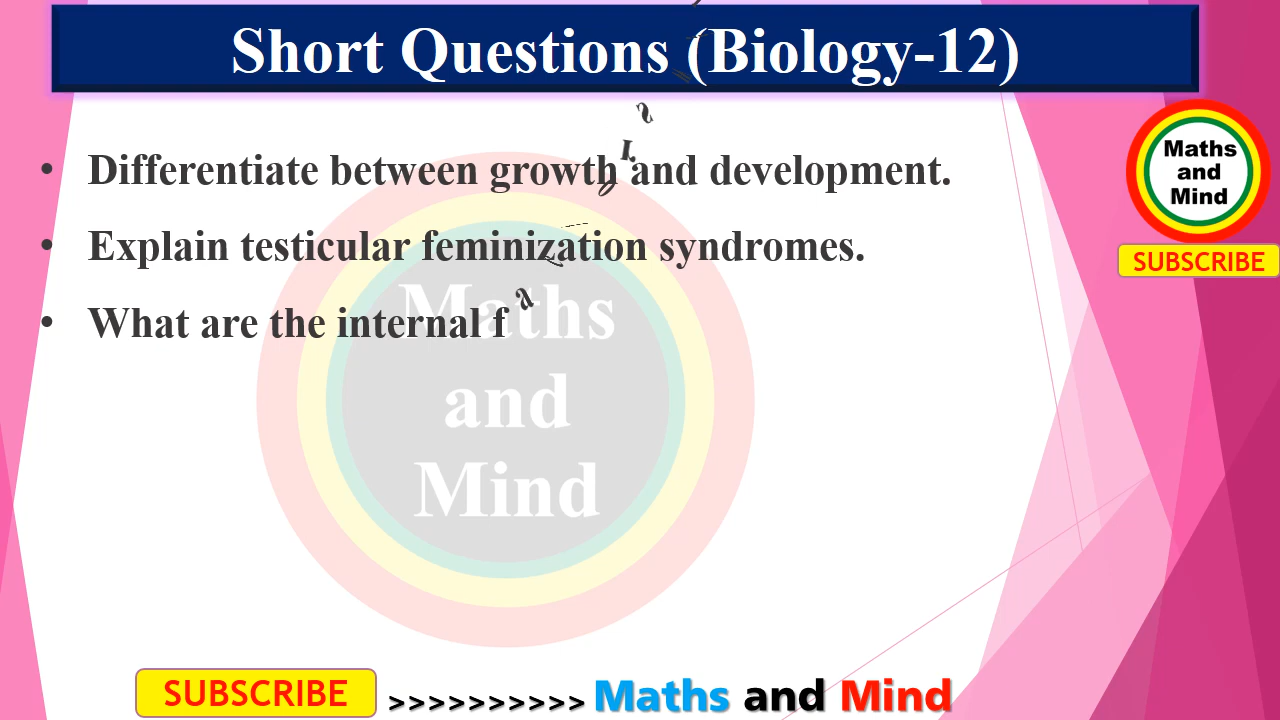 Short Questions (Biology-12)
• Differentiate between growth and development.
• Explain testicular feminization syndromes.
• What are the internal f
Maths
and
Mind
SUBSCRIBE
Maths
and
Mind
SUBSCRIBE >>>>>>>>>> Maths and Mind